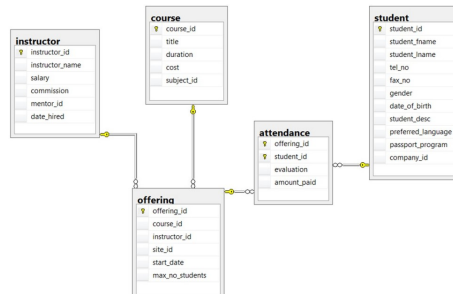 course
course_id
title
duration
cost
subject_id
student
student_id
student_fname
student_lname
tel_no
fax_no
gender
date_of_birth
student_desc
preferred_language
passport_program
company_id
instructor
instructor_id
instructor_name
salary
commission
mentor_id
date_hired
attendance
offering_id
student_id
evaluation
amount_paid
offering
offering_id
course_id
instructor_id
site_id
start_date
max_no_students